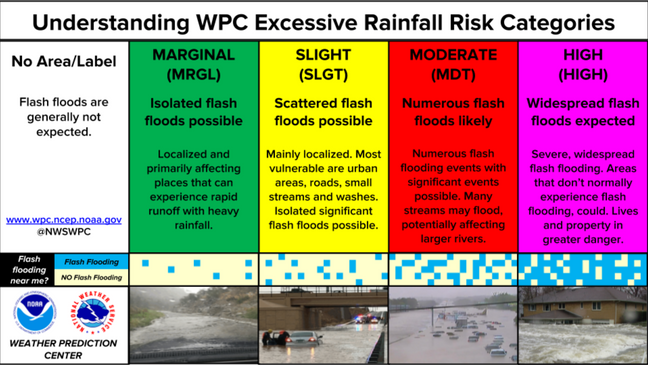 Understanding WPC Excessive Rainfall Risk Categories
No Area/Label
Flash floods are
generally not
expected.
www.wpc.ncep.noaa.gov
@NWSWPC
MARGINAL
(MRGL)
Isolated flash
floods possible
Localized and
primarily affecting
places that can
experience rapid
runoff with heavy
rainfall.
SLIGHT
(SLGT)
Scattered flash
floods possible
Mainly localized. Most
vulnerable are urban
areas, roads, small
streams and washes.
Isolated significant
flash floods possible.
MODERATE
(MDT)
Numerous flash
floods likely
Numerous flash
flooding events with
significant events
possible. Many
streams may flood,
potentially affecting
larger rivers.
HIGH
(HIGH)
Widespread flash
floods expected
Severe, widespread
flash flooding. Areas
that don't normally
experience flash
flooding, could. Lives
and property in
greater danger.
Flash
flooding
near me?
Flash Flooding
NO Flash Flooding
NOAA
NATIONAL WEATHER SERVICE
WEATHER PREDICTION
CENTER